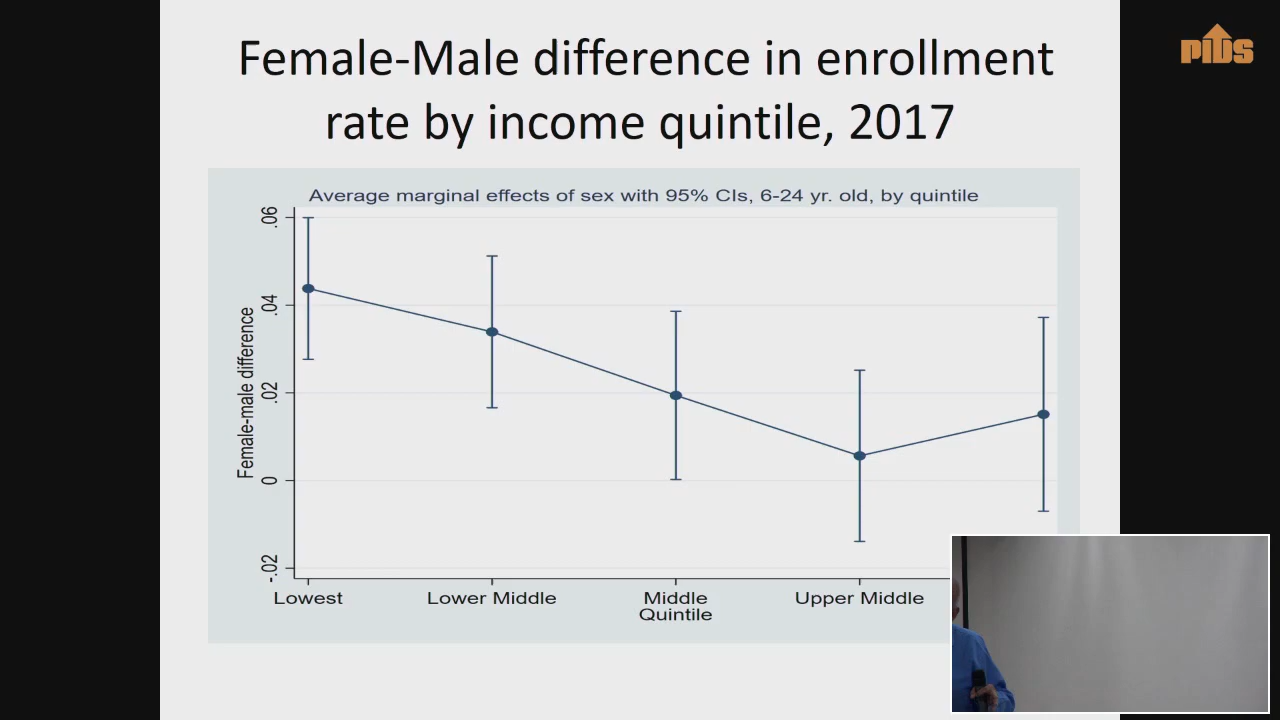 Female-Male difference in enrollment
rate by income quintile, 2017
PIDS
Average marginal effects of sex with 95% CIs, 6-24 yr. old, by quintile
Female-male difference
.06
.04
.02
0
-.02
Lowest
Lower Middle
Middle
Upper Middle
Quintile